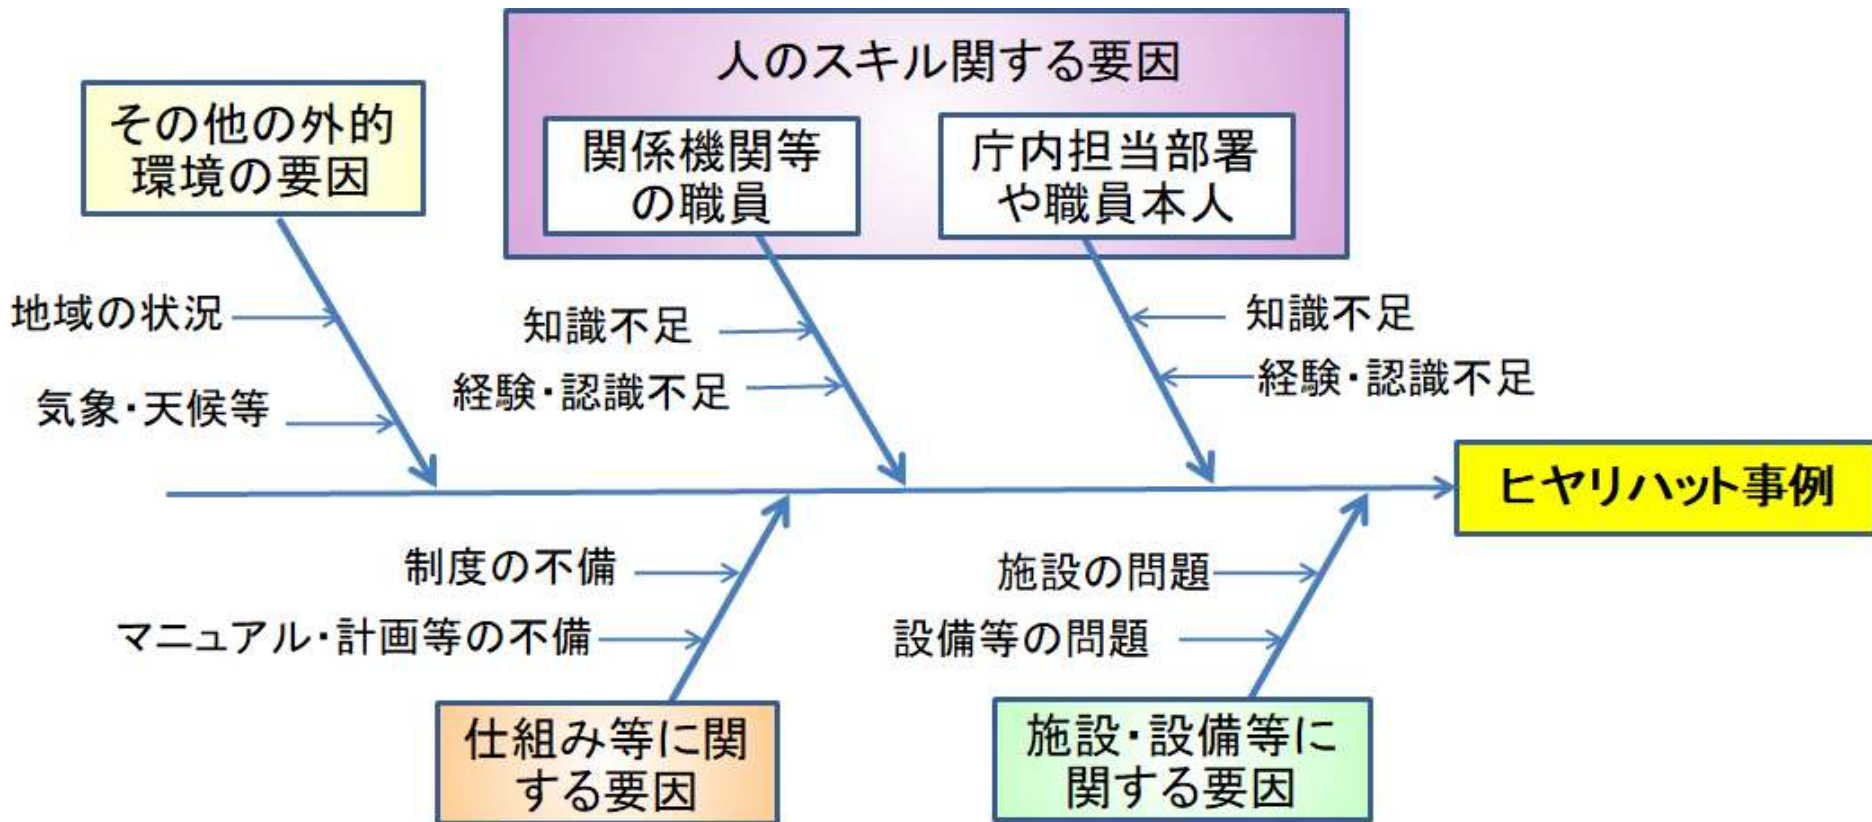 人のスキル関する要因
その他の外的
環境の要因
関係機関等
の職員
庁内担当部署
や職員本人
地域の状況
気象・天候等
知識不足
経験・認識不足
知識不足
経験・認識不足
ヒヤリハット事例
制度の不備
マニュアル・計画等の不備
施設の問題
設備等の問題
仕組み等に関
する要因
施設・設備等に
関する要因